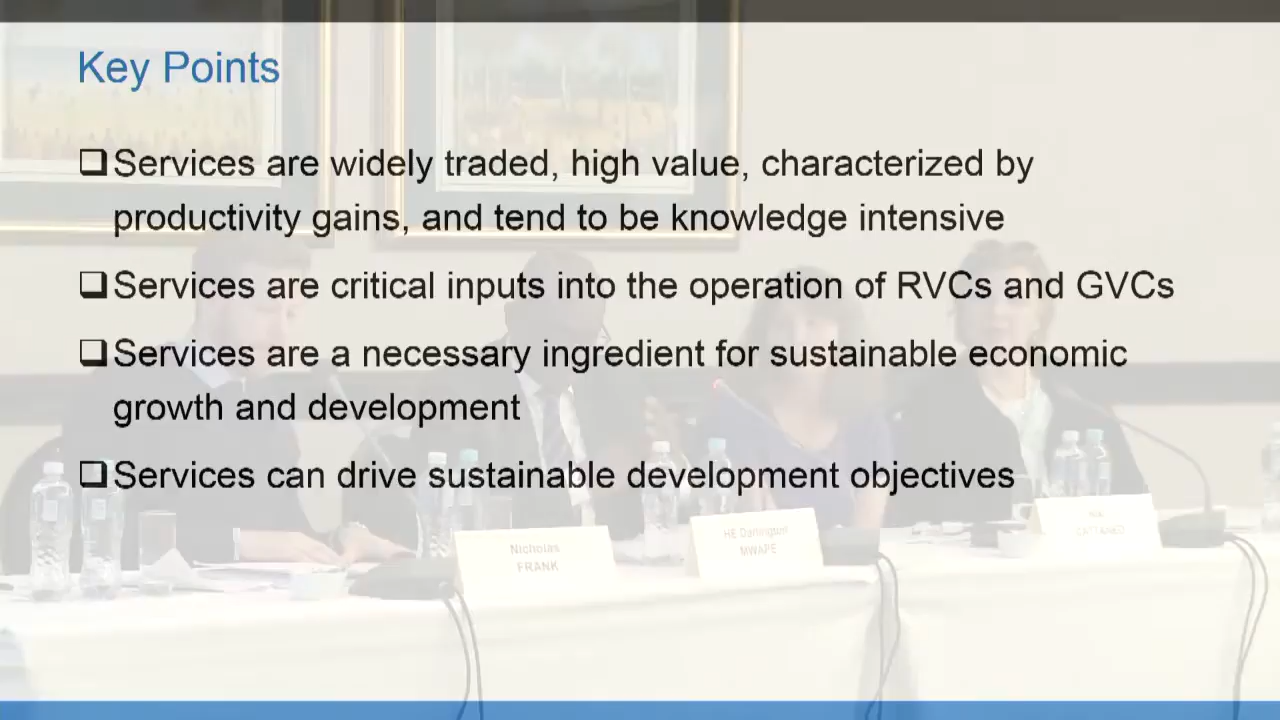 Key Points
Services are widely traded, high value, characterized by
productivity gains, and tend to be knowledge intensive
Services are critical inputs into the operation of RVCs and GVCs
Services are a necessary ingredient for sustainable economic
growth and development
Services can drive sustainable development objectives
Nicholas
FRANK
HE Darlington
MWAPE